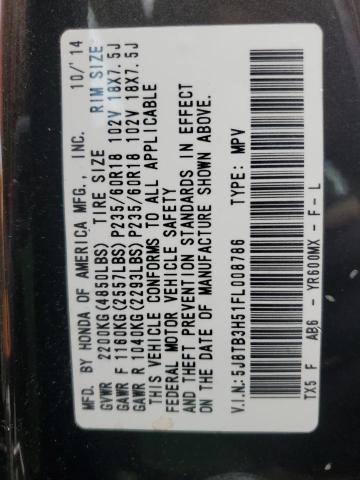 MFD. BY HONDA OF AMERICA MFG., INC. 10/'14
GVWR 2200KG(4850LBS) TIRE SIZE RIM SIZE
GAWR F 1160KG(2557LBS)P235/60R18 102V 18X7.5J
GAWR R 1040KG(2293LBS)P235/60R18 102V 18X7.5J
THIS VEHICLE CONFORMS TO ALL APPLICABLE
FEDERAL MOTOR VEHICLE SAFETY
AND THEFT PREVENTION STANDARDS IN EFFECT
ON THE DATE OF MANUFACTURE SHOWN ABOVE.
V.I.N.:5J8TB3H51FL008786 TYPE: MPV
TX5 F AB6 - YR600MX - F - L